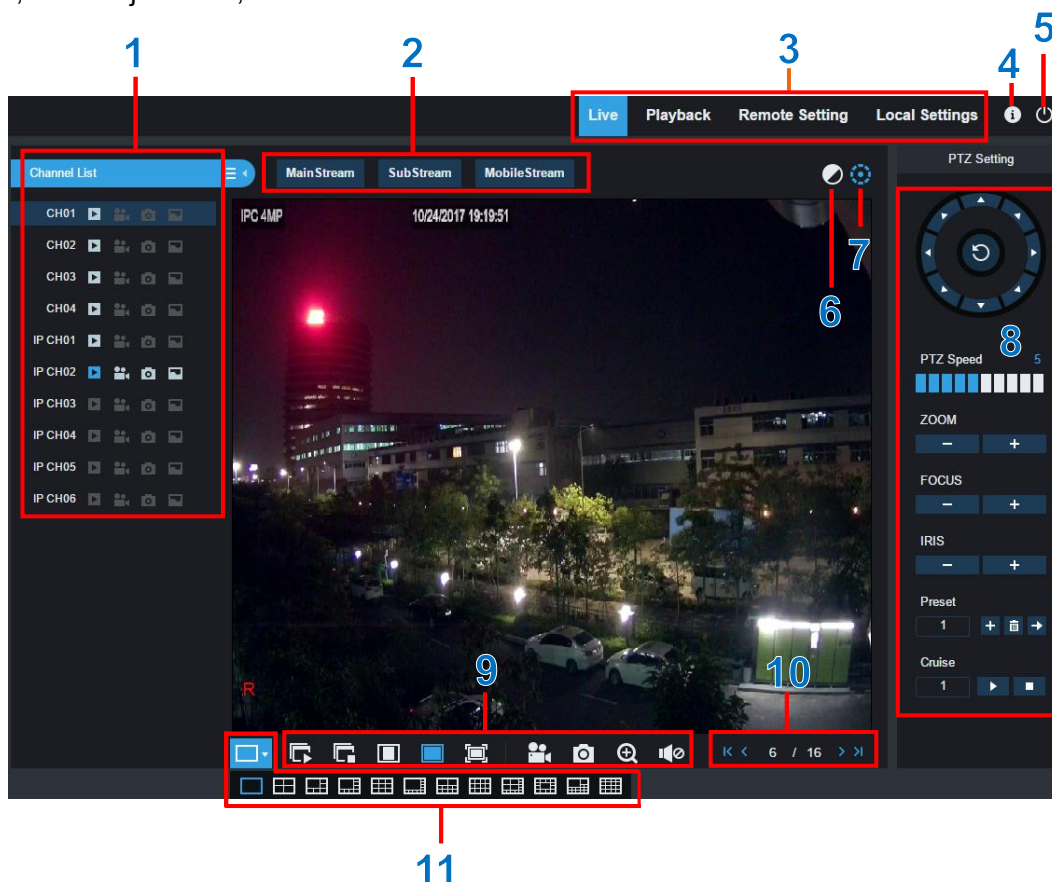 1
2
3
4
5
Live Playback Remote Setting Local Settings
Channel List
MainStream SubStream MobileStream
PTZ Setting
IPC 4MP 10/24/2017 19:19:51
CH01
CH02
CH03
CH04
IP CH01
IP CH02
IP CH03
IP CH04
IP CH05
IP CH06
6
7
8
PTZ Speed 5
ZOOM
- +
FOCUS
- +
IRIS
- +
Preset
1 +
Cruise
1
R
9
10
6 / 16
11